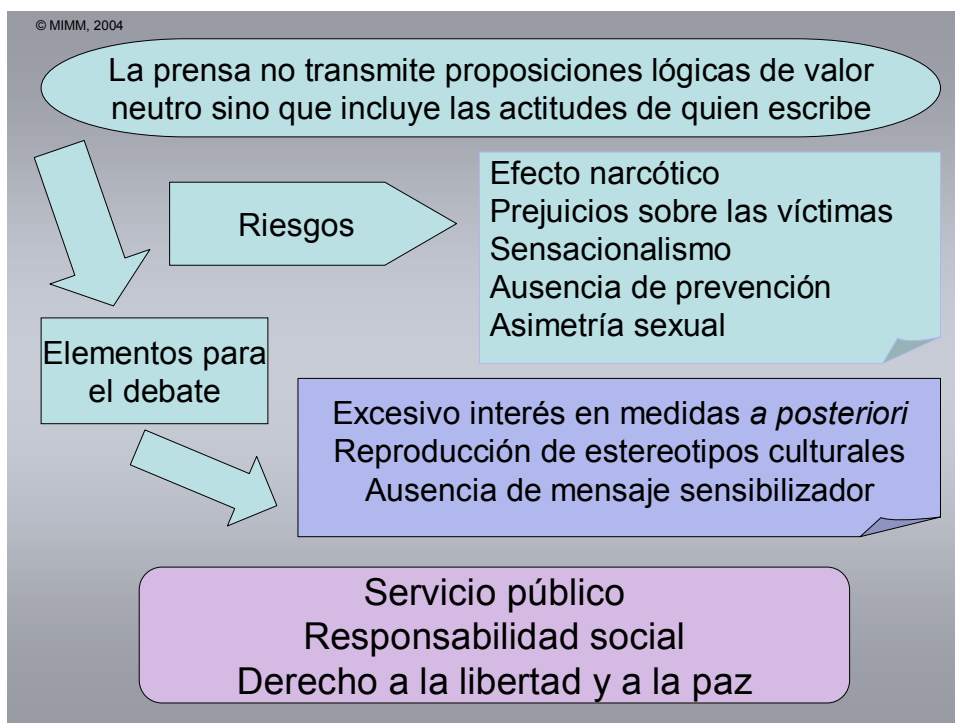 © MIMM, 2004
La prensa no transmite proposiciones lógicas de valor
neutro sino que incluye las actitudes de quien escribe
Riesgos
Efecto narcótico
Prejuicios sobre las víctimas
Sensacionalismo
Ausencia de prevención
Asimetría sexual
Elementos para
el debate
Excesivo interés en medidas a posteriori
Reproducción de estereotipos culturales
Ausencia de mensaje sensibilizador
Servicio público
Responsabilidad social
Derecho a la libertad y a la paz